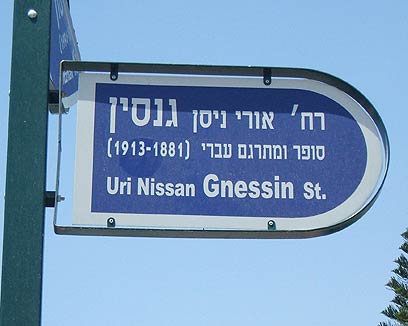 רח' אורי ניסן גנסין
סופר ומתרגם עברי (1913-1881)
Uri Nissan Gnessin St.